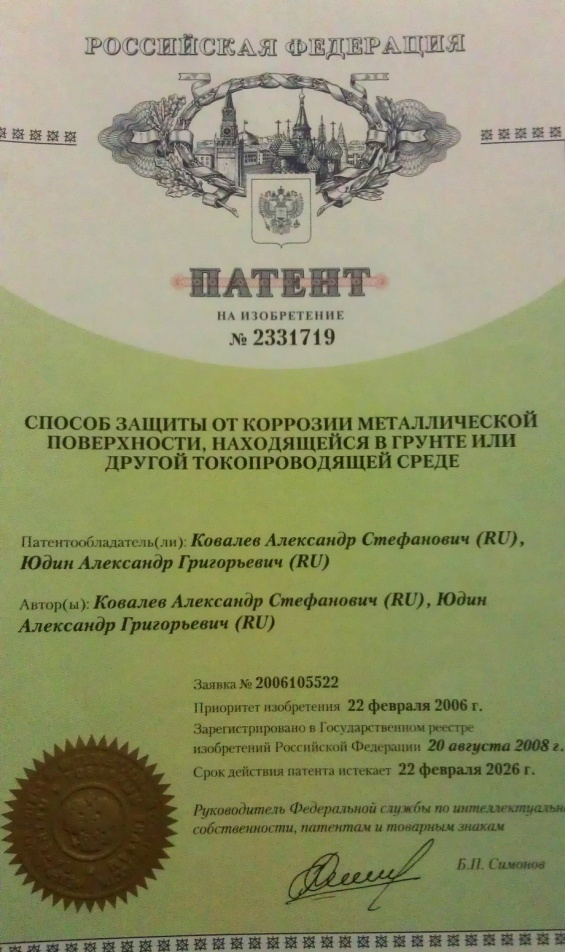 РОССИЙСКАЯ ФЕДЕРАЦИЯ
ПАТЕНТ
НА ИЗОБРЕТЕНИЕ
№ 2331719
СПОСОБ ЗАЩИТЫ ОТ КОРРОЗИИ МЕТАЛЛИЧЕСКОЙ
ПОВЕРХНОСТИ, НАХОДЯЩЕЙСЯ В ГРУНТЕ ИЛИ
ДРУГОЙ ТОКОПРОВОДЯЩЕЙ СРЕДЕ
Патентообладатель(ли): Ковалев Александр Стефанович (RU),
Юдин Александр Григорьевич (RU)
Автор(ы): Ковалев Александр Стефанович (RU), Юдин
Александр Григорьевич (RU)
Заявка № 2006105522
Приоритет изобретения 22 февраля 2006 г.
Зарегистрировано в Государственном реестре
изобретений Российской Федерации 20 августа 2008 г.
Срок действия патента истекает 22 февраля 2026 г.
Руководитель Федеральной службы по интеллектуальн
собственности, патентам и товарным знакам
Б.П. Симонов